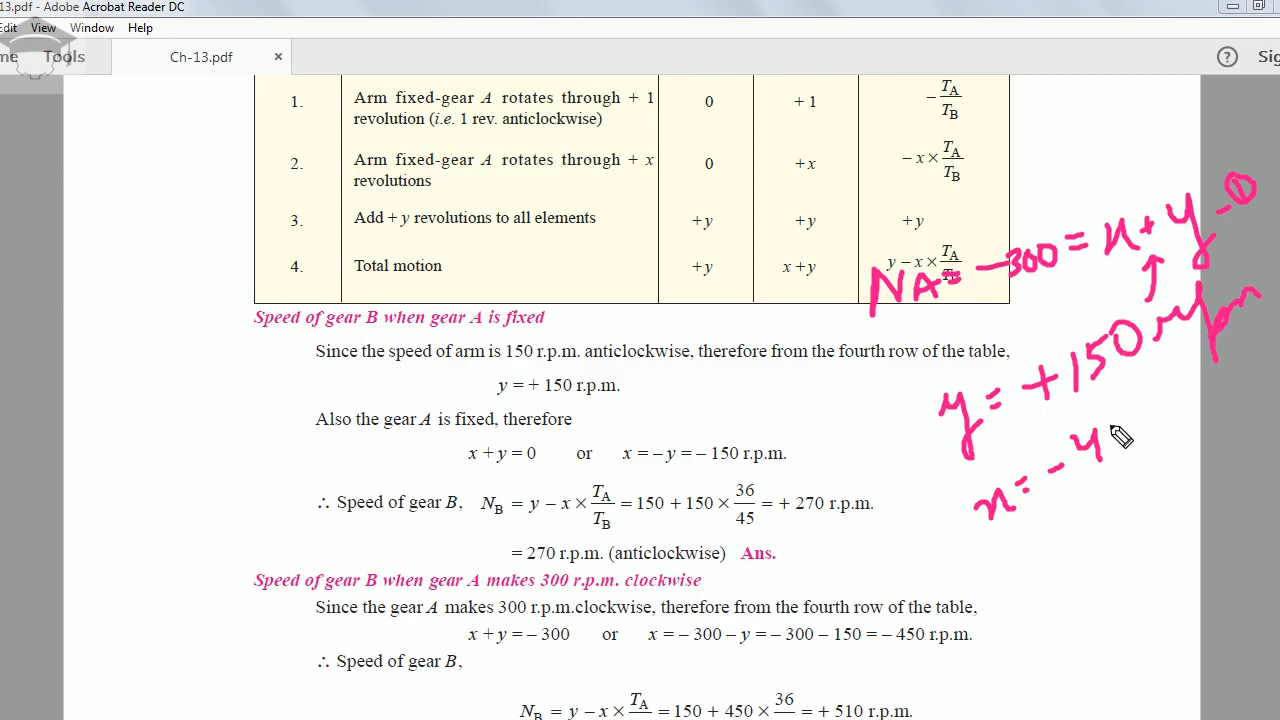 13.pdf - Adobe Acrobat Reader DC
Edit View Window Help
me Tools Ch-13.pdf × ? Sig
1. Arm fixed-gear A rotates through + 1 revolution (i.e. 1 rev. anticlockwise) 0 + 1 – T_A/T_B
2. Arm fixed-gear A rotates through + x revolutions 0 +x – x × T_A/T_B
3. Add + y revolutions to all elements +y +y +y
4. Total motion +y x + y y – x × T_A/T_B
NA = -300 = x + y - ①
Speed of gear B when gear A is fixed
Since the speed of arm is 150 r.p.m. anticlockwise, therefore from the fourth row of the table,
y = + 150 r.p.m.
y = +150 rpm
Also the gear A is fixed, therefore
x + y = 0 or x = – y = – 150 r.p.m.
x = - 4
∴ Speed of gear B, N_B = y – x × T_A/T_B = 150 + 150 × 36/45 = + 270 r.p.m.
= 270 r.p.m. (anticlockwise) Ans.
Speed of gear B when gear A makes 300 r.p.m. clockwise
Since the gear A makes 300 r.p.m.clockwise, therefore from the fourth row of the table,
x + y = – 300 or x = – 300 – y = – 300 – 150 = – 450 r.p.m.
∴ Speed of gear B,
N_B = y – x × T_A = 150 + 450 × 36 = + 510 r.p.m.